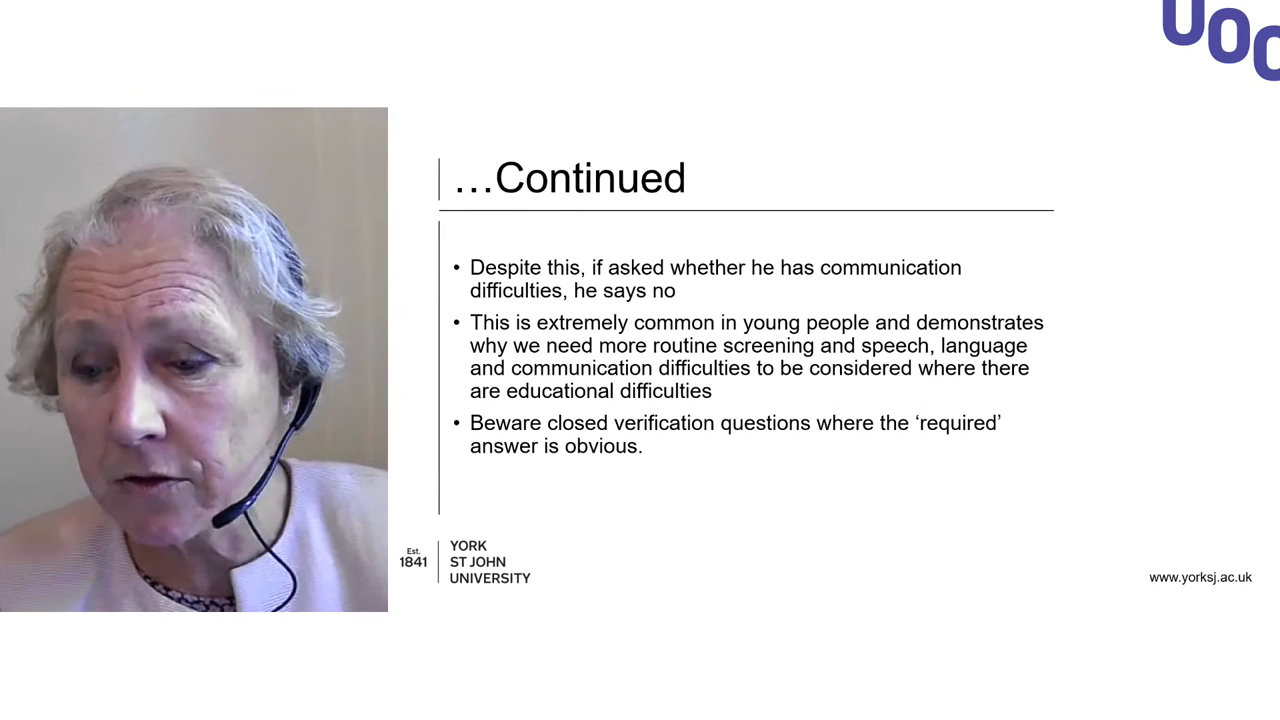 UOC
…Continued
• Despite this, if asked whether he has communication
difficulties, he says no
• This is extremely common in young people and demonstrates
why we need more routine screening and speech, language
and communication difficulties to be considered where there
are educational difficulties
• Beware closed verification questions where the ‘required’
answer is obvious.
Est.
1841
YORK
ST JOHN
UNIVERSITY
www.yorksj.ac.uk